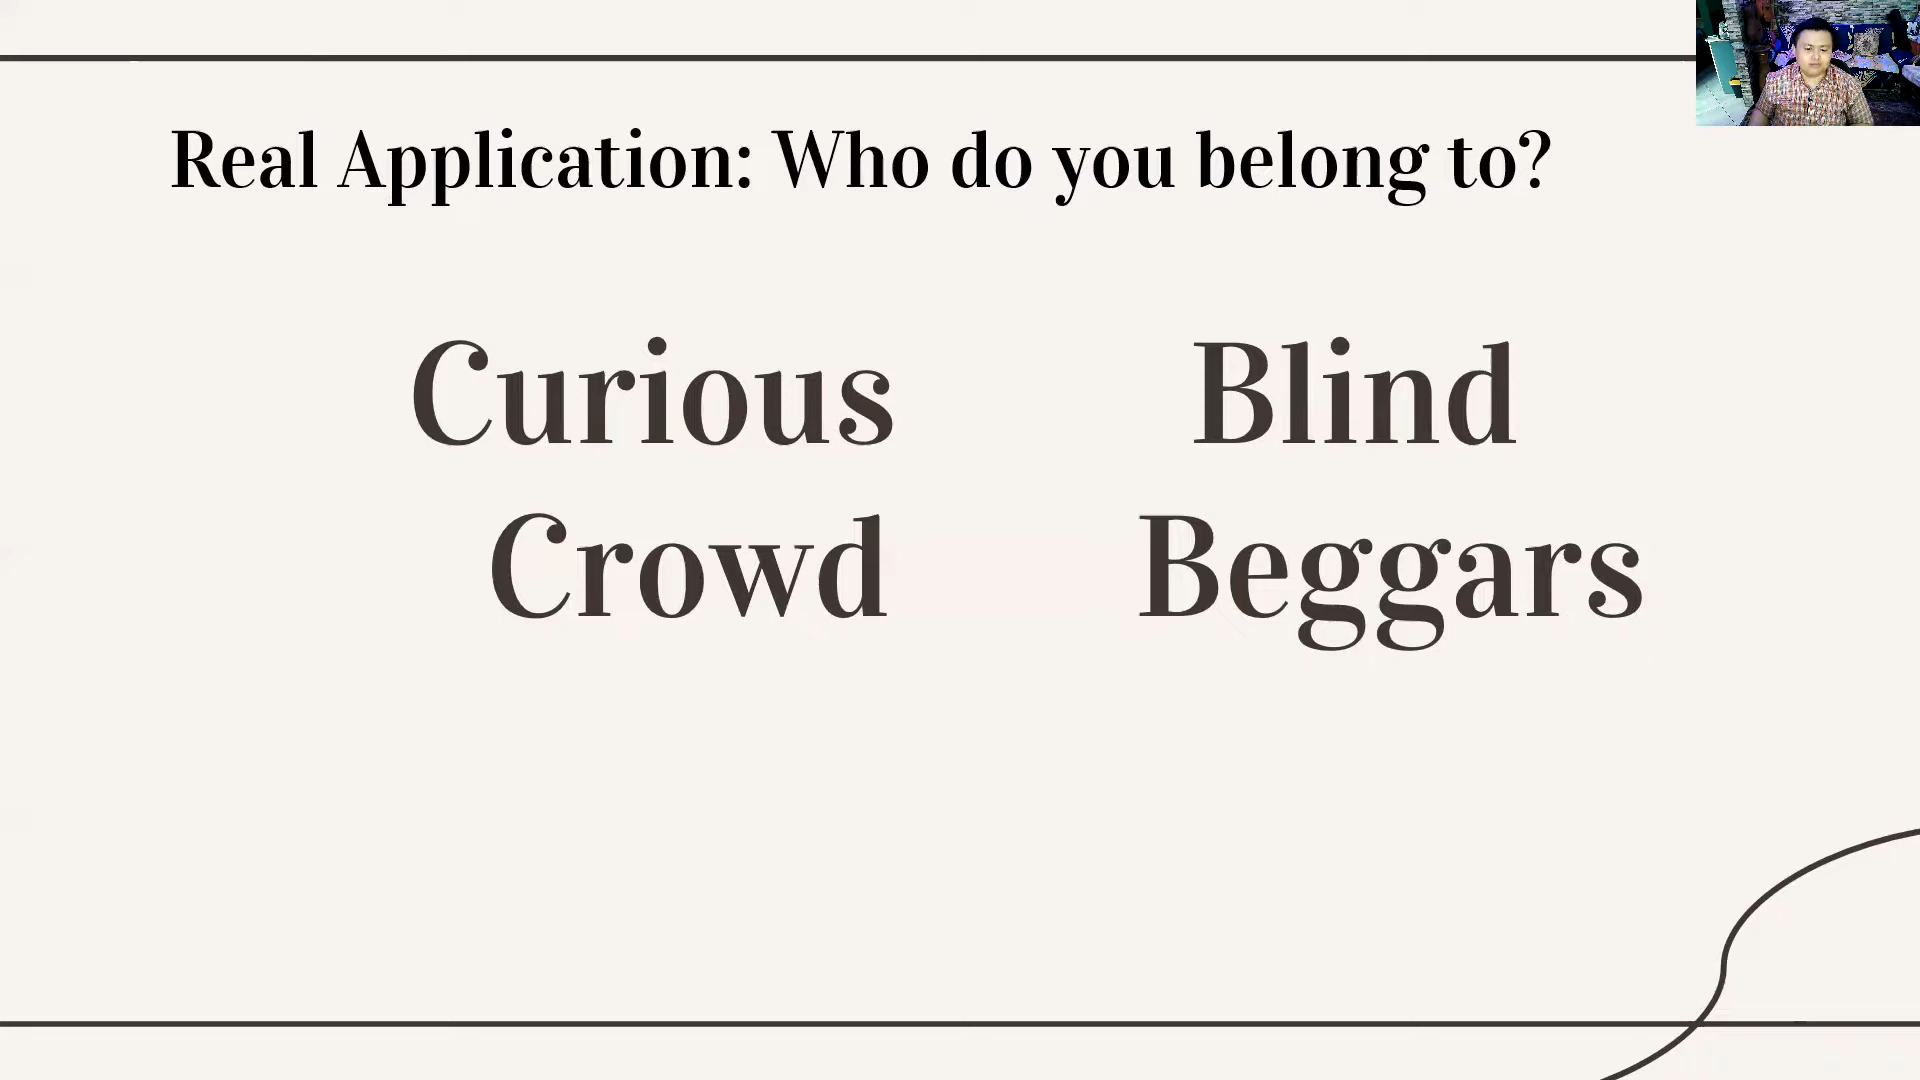 Real Application: Who do you belong to?
Curious
Crowd
Blind
Beggars